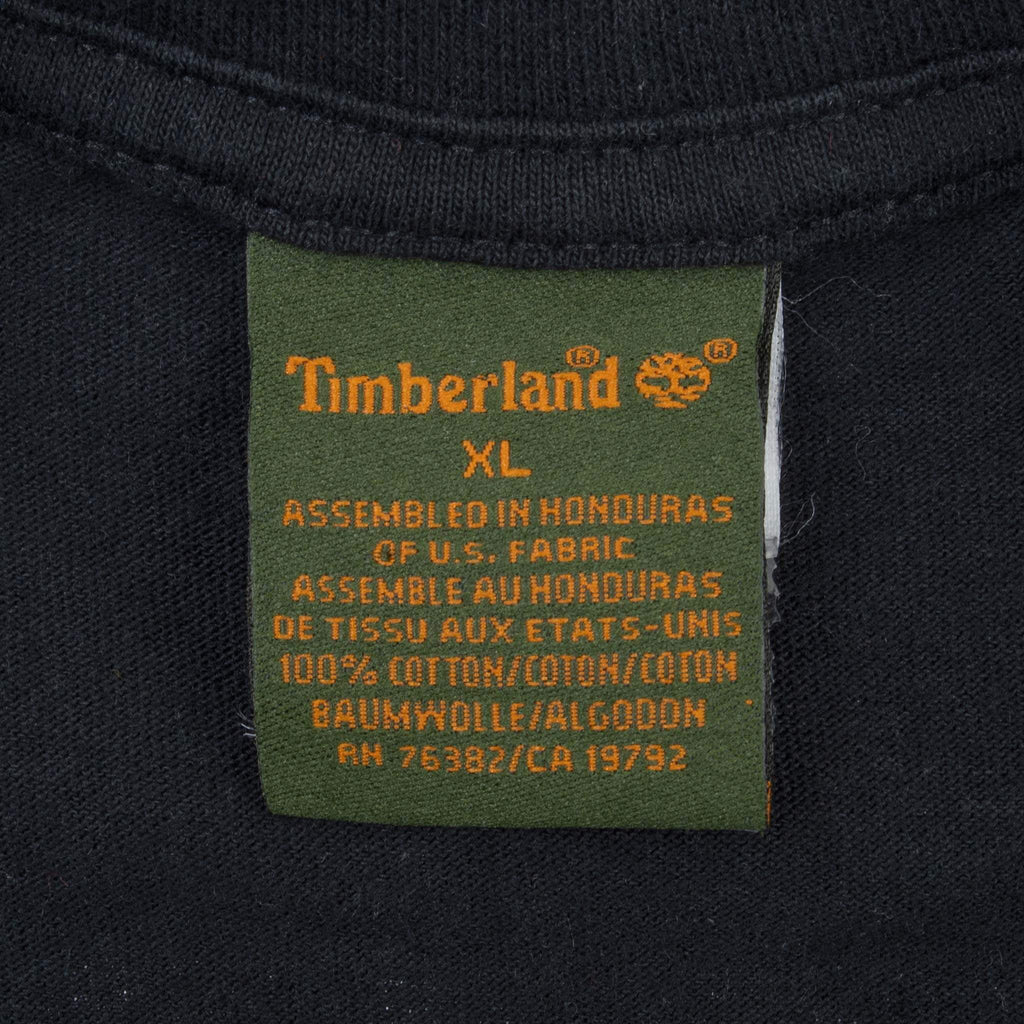 Timberland® ®
XL
ASSEMBLED IN HONDURAS
OF U.S. FABRIC
ASSEMBLE AU HONDURAS
DE TISSU AUX ETATS-UNIS
100% COTTON/COTON/COTON
BAUMWOLLE/ALGODON
RN 76382/CA 19792